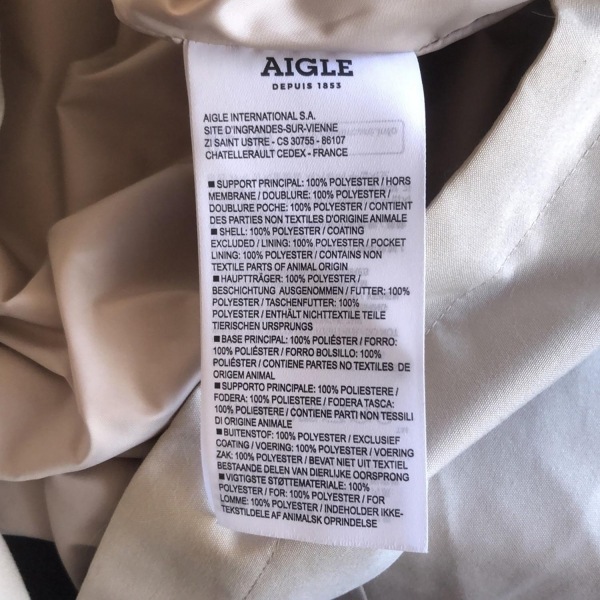 AIGLE
DEPUIS 1853
AIGLE INTERNATIONAL S.A.
SITE D'INGRANDES-SUR-VIENNE
ZI SAINT USTRE - CS 30755 - 86107
CHATELLERAULT CEDEX - FRANCE
■ SUPPORT PRINCIPAL: 100% POLYESTER / HORS
MEMBRANE / DOUBLURE: 100% POLYESTER /
DOUBLURE POCHE: 100% POLYESTER / CONTIENT
DES PARTIES NON TEXTILES D'ORIGINE ANIMALE
■ SHELL: 100% POLYESTER / COATING
EXCLUDED / LINING: 100% POLYESTER / POCKET
LINING: 100% POLYESTER / CONTAINS NON
TEXTILE PARTS OF ANIMAL ORIGIN
■ HAUPTTRÄGER: 100% POLYESTER /
BESCHICHTUNG AUSGENOMMEN / FUTTER: 100%
POLYESTER / TASCHENFUTTER: 100%
POLYESTER / ENTHÄLT NICHTTEXTILE TEILE
TIERISCHEN URSPRUNGS
■ BASE PRINCIPAL: 100% POLIÉSTER / FORRO:
100% POLIÉSTER / FORRO BOLSILLO: 100%
POLIÉSTER / CONTIENE PARTES NO TEXTILES DE
ORIGEM ANIMAL
■ SUPPORTO PRINCIPALE: 100% POLIESTERE /
FODERA: 100% POLIESTERE / FODERA TASCA:
100% POLIESTERE / CONTIENE PARTI NON TESSILI
DI ORIGINE ANIMALE
■ BUITENSTOF: 100% POLYESTER / EXCLUSIEF
COATING / VOERING: 100% POLYESTER / VOERING
ZAK: 100% POLYESTER / BEVAT NIET UIT TEXTIEL
BESTAANDE DELEN VAN DIERLIJKE OORSPRONG
■ VIGTIGSTE STØTTEMATERIALE: 100%
POLYESTER / FOR: 100% POLYESTER / FOR
LOMME: 100% POLYESTER / INDEHOLDER IKKE-
TEKSTILDELE AF ANIMALSK OPRINDELSE